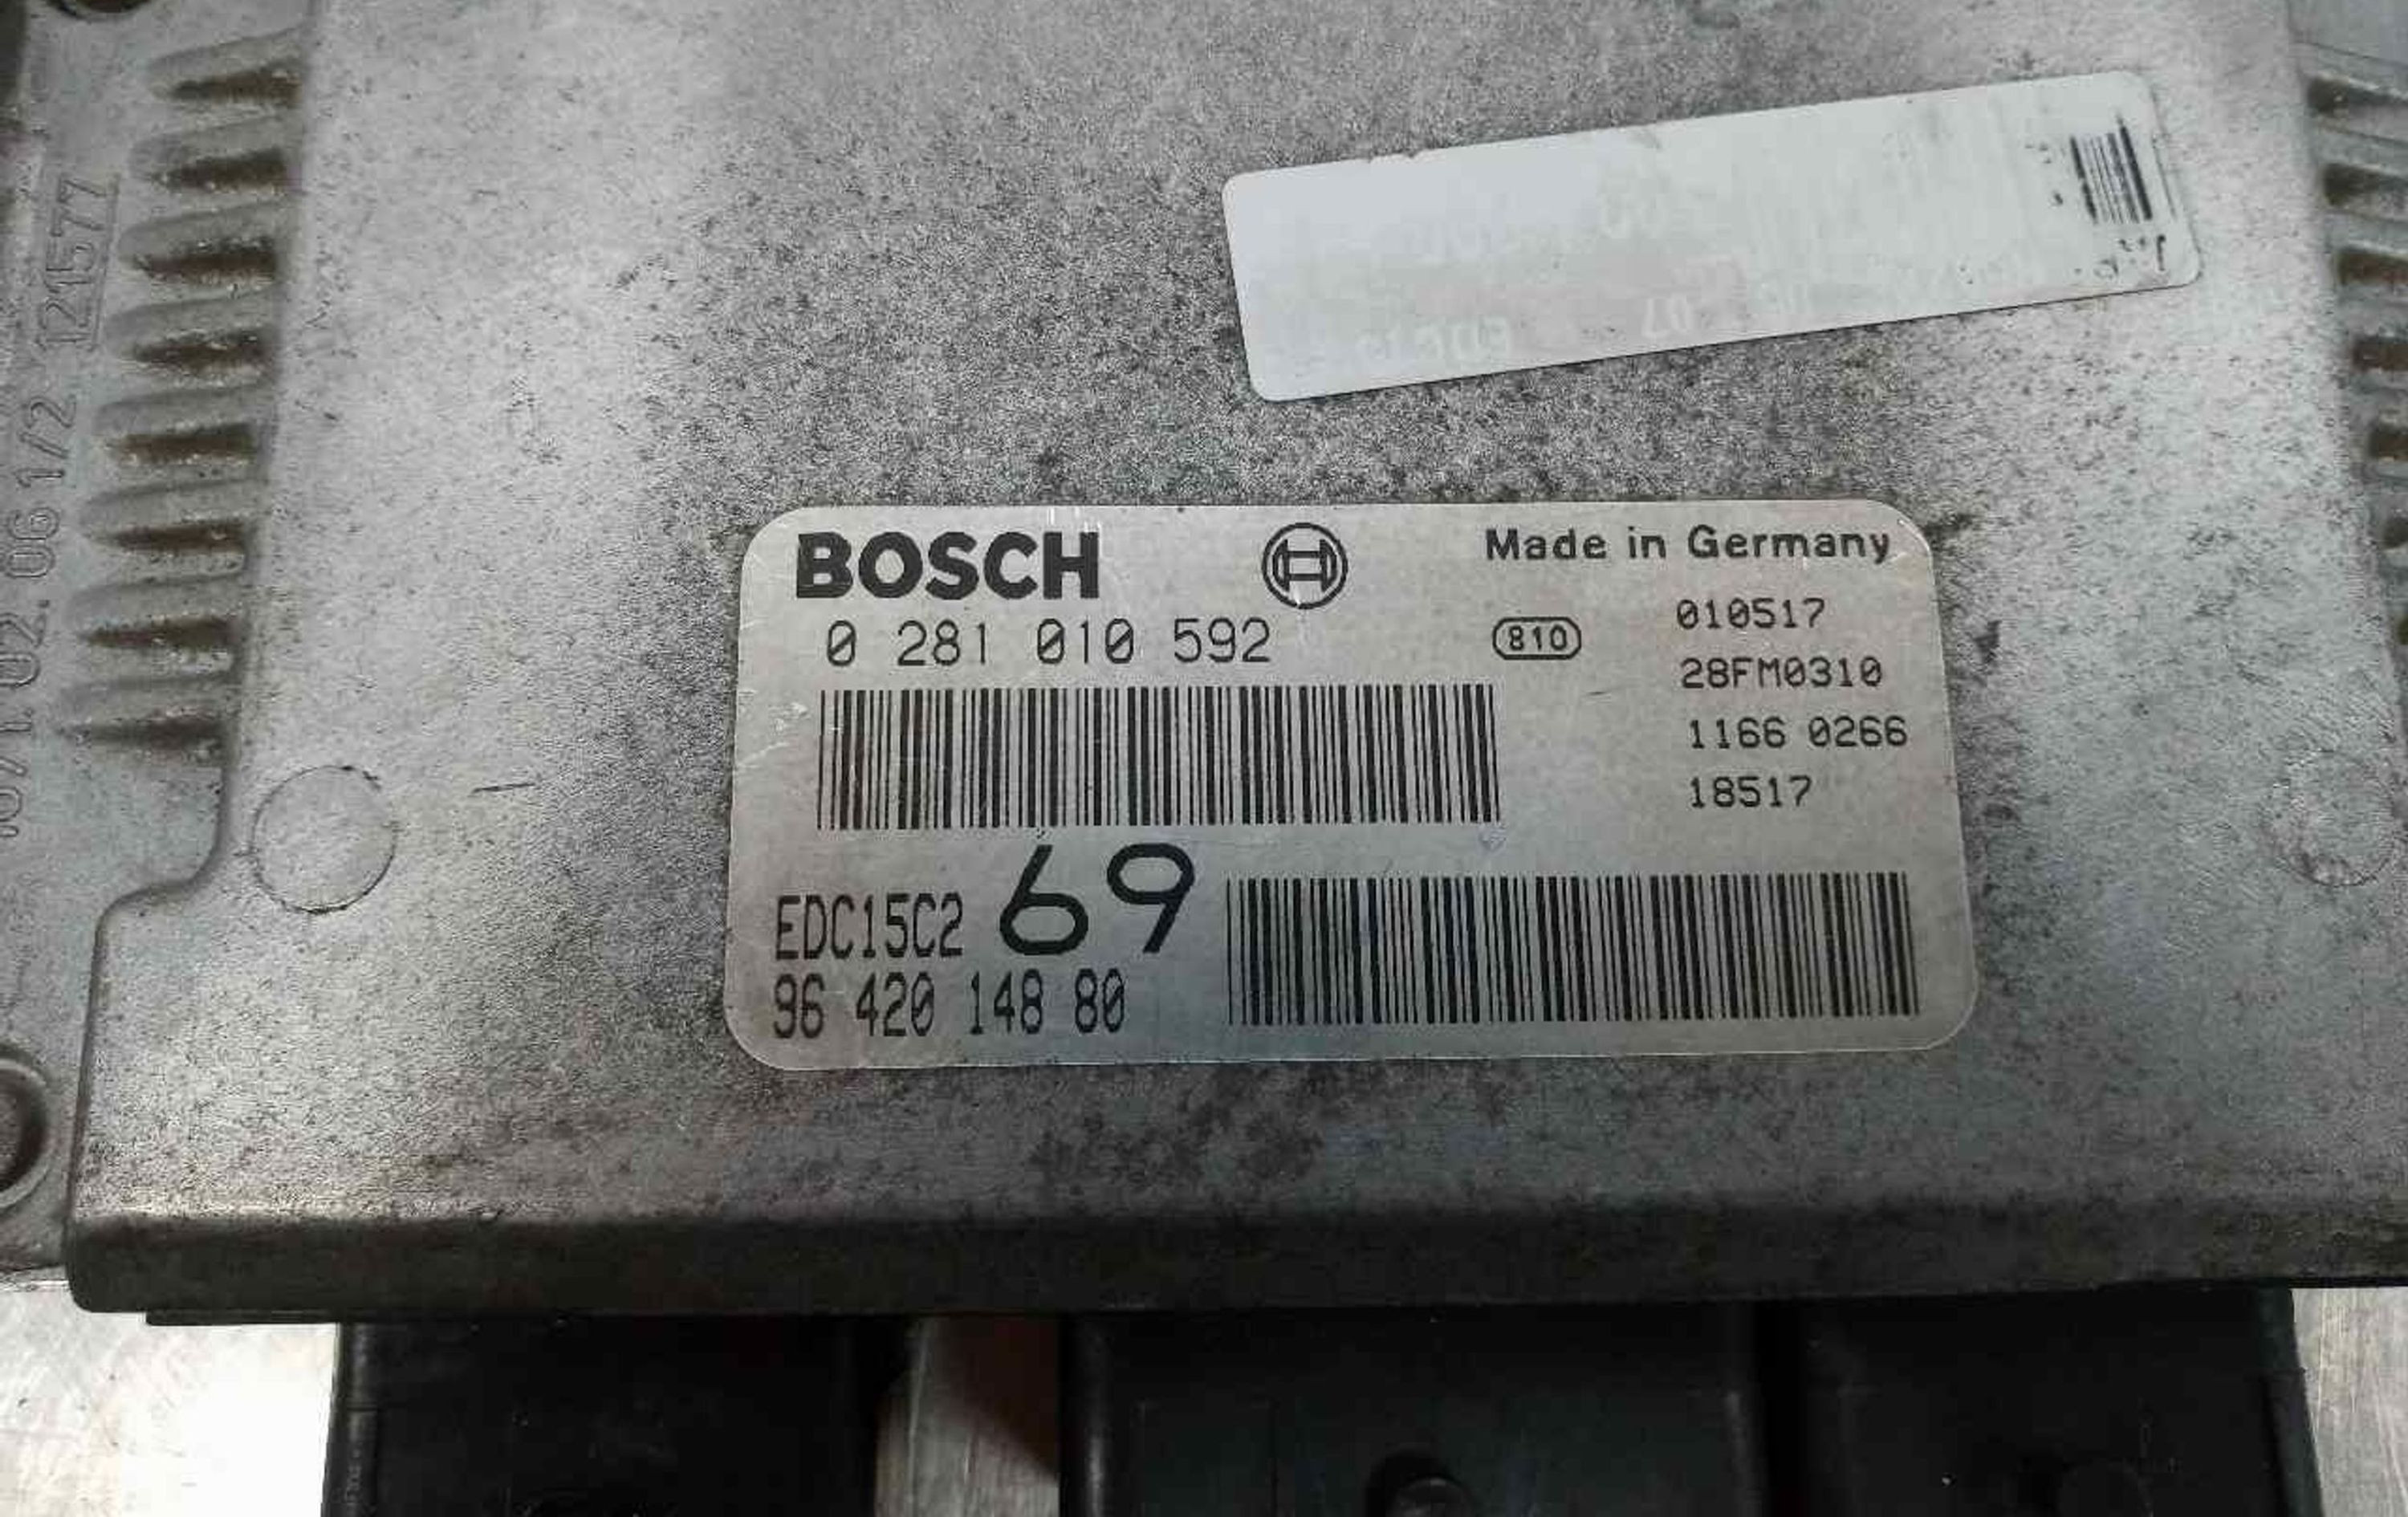 BOSCH
Made in Germany
0 281 010 592
810
010517
28FM0310
1166 0266
18517
EDC15C2 69
96 420 148 80
121577